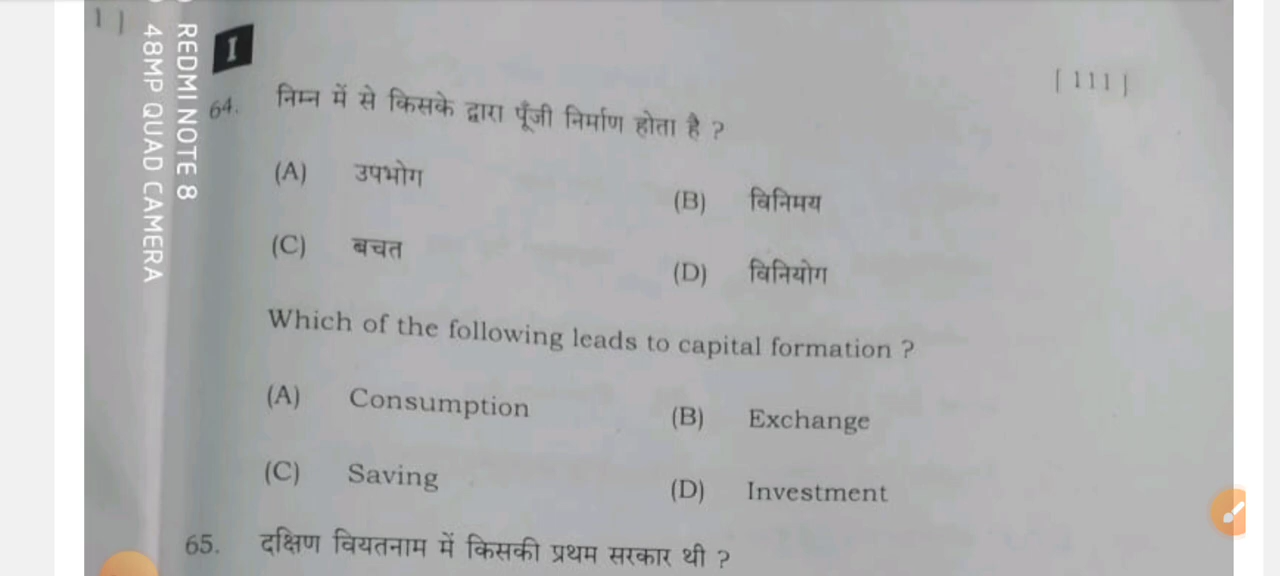 1 ]
I
[ 111 ]
64. निम्न में से किसके द्वारा पूँजी निर्माण होता है ?
(A) उपभोग (B) विनिमय
(C) बचत (D) विनियोग
Which of the following leads to capital formation ?
(A) Consumption (B) Exchange
(C) Saving (D) Investment
65. दक्षिण वियतनाम में किसकी प्रथम सरकार थी ?
REDMI NOTE 8
48MP QUAD CAMERA